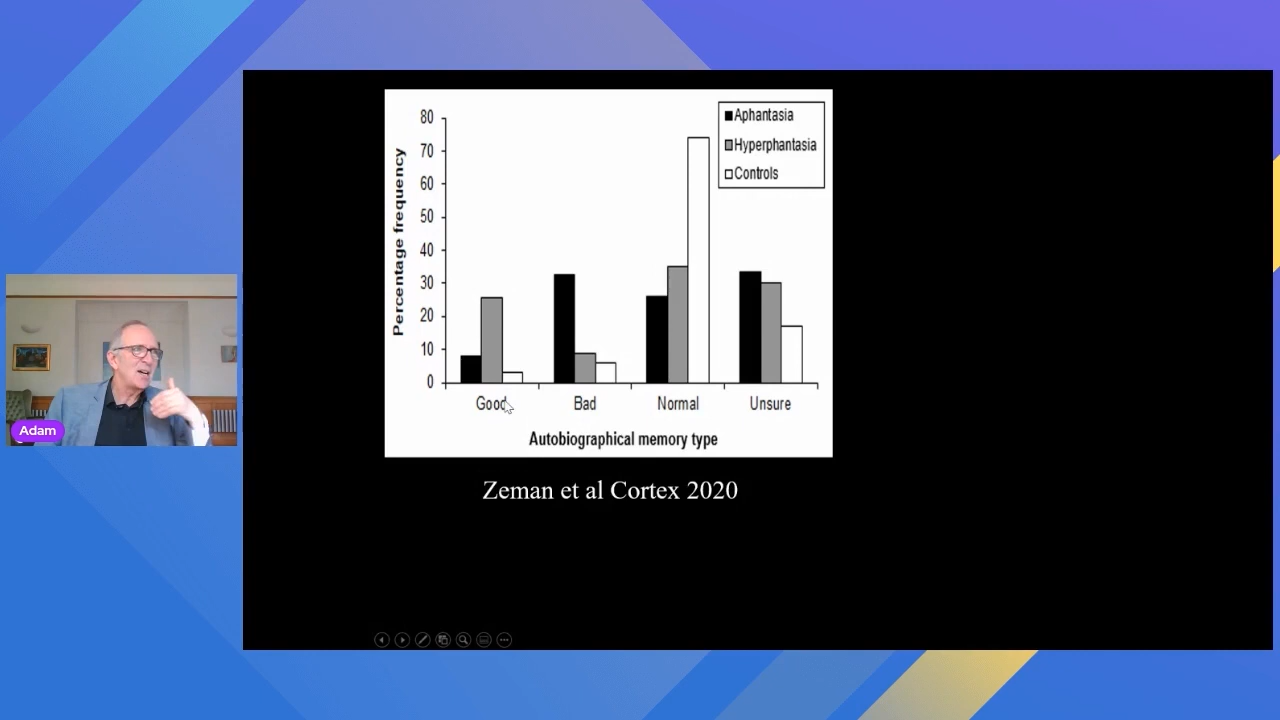 80
70
60
50
40
30
20
10
0
Percentage frequency
Aphantasia
Hyperphantasia
Controls
Good
Bad
Normal
Unsure
Autobiographical memory type
Zeman et al Cortex 2020
Adam